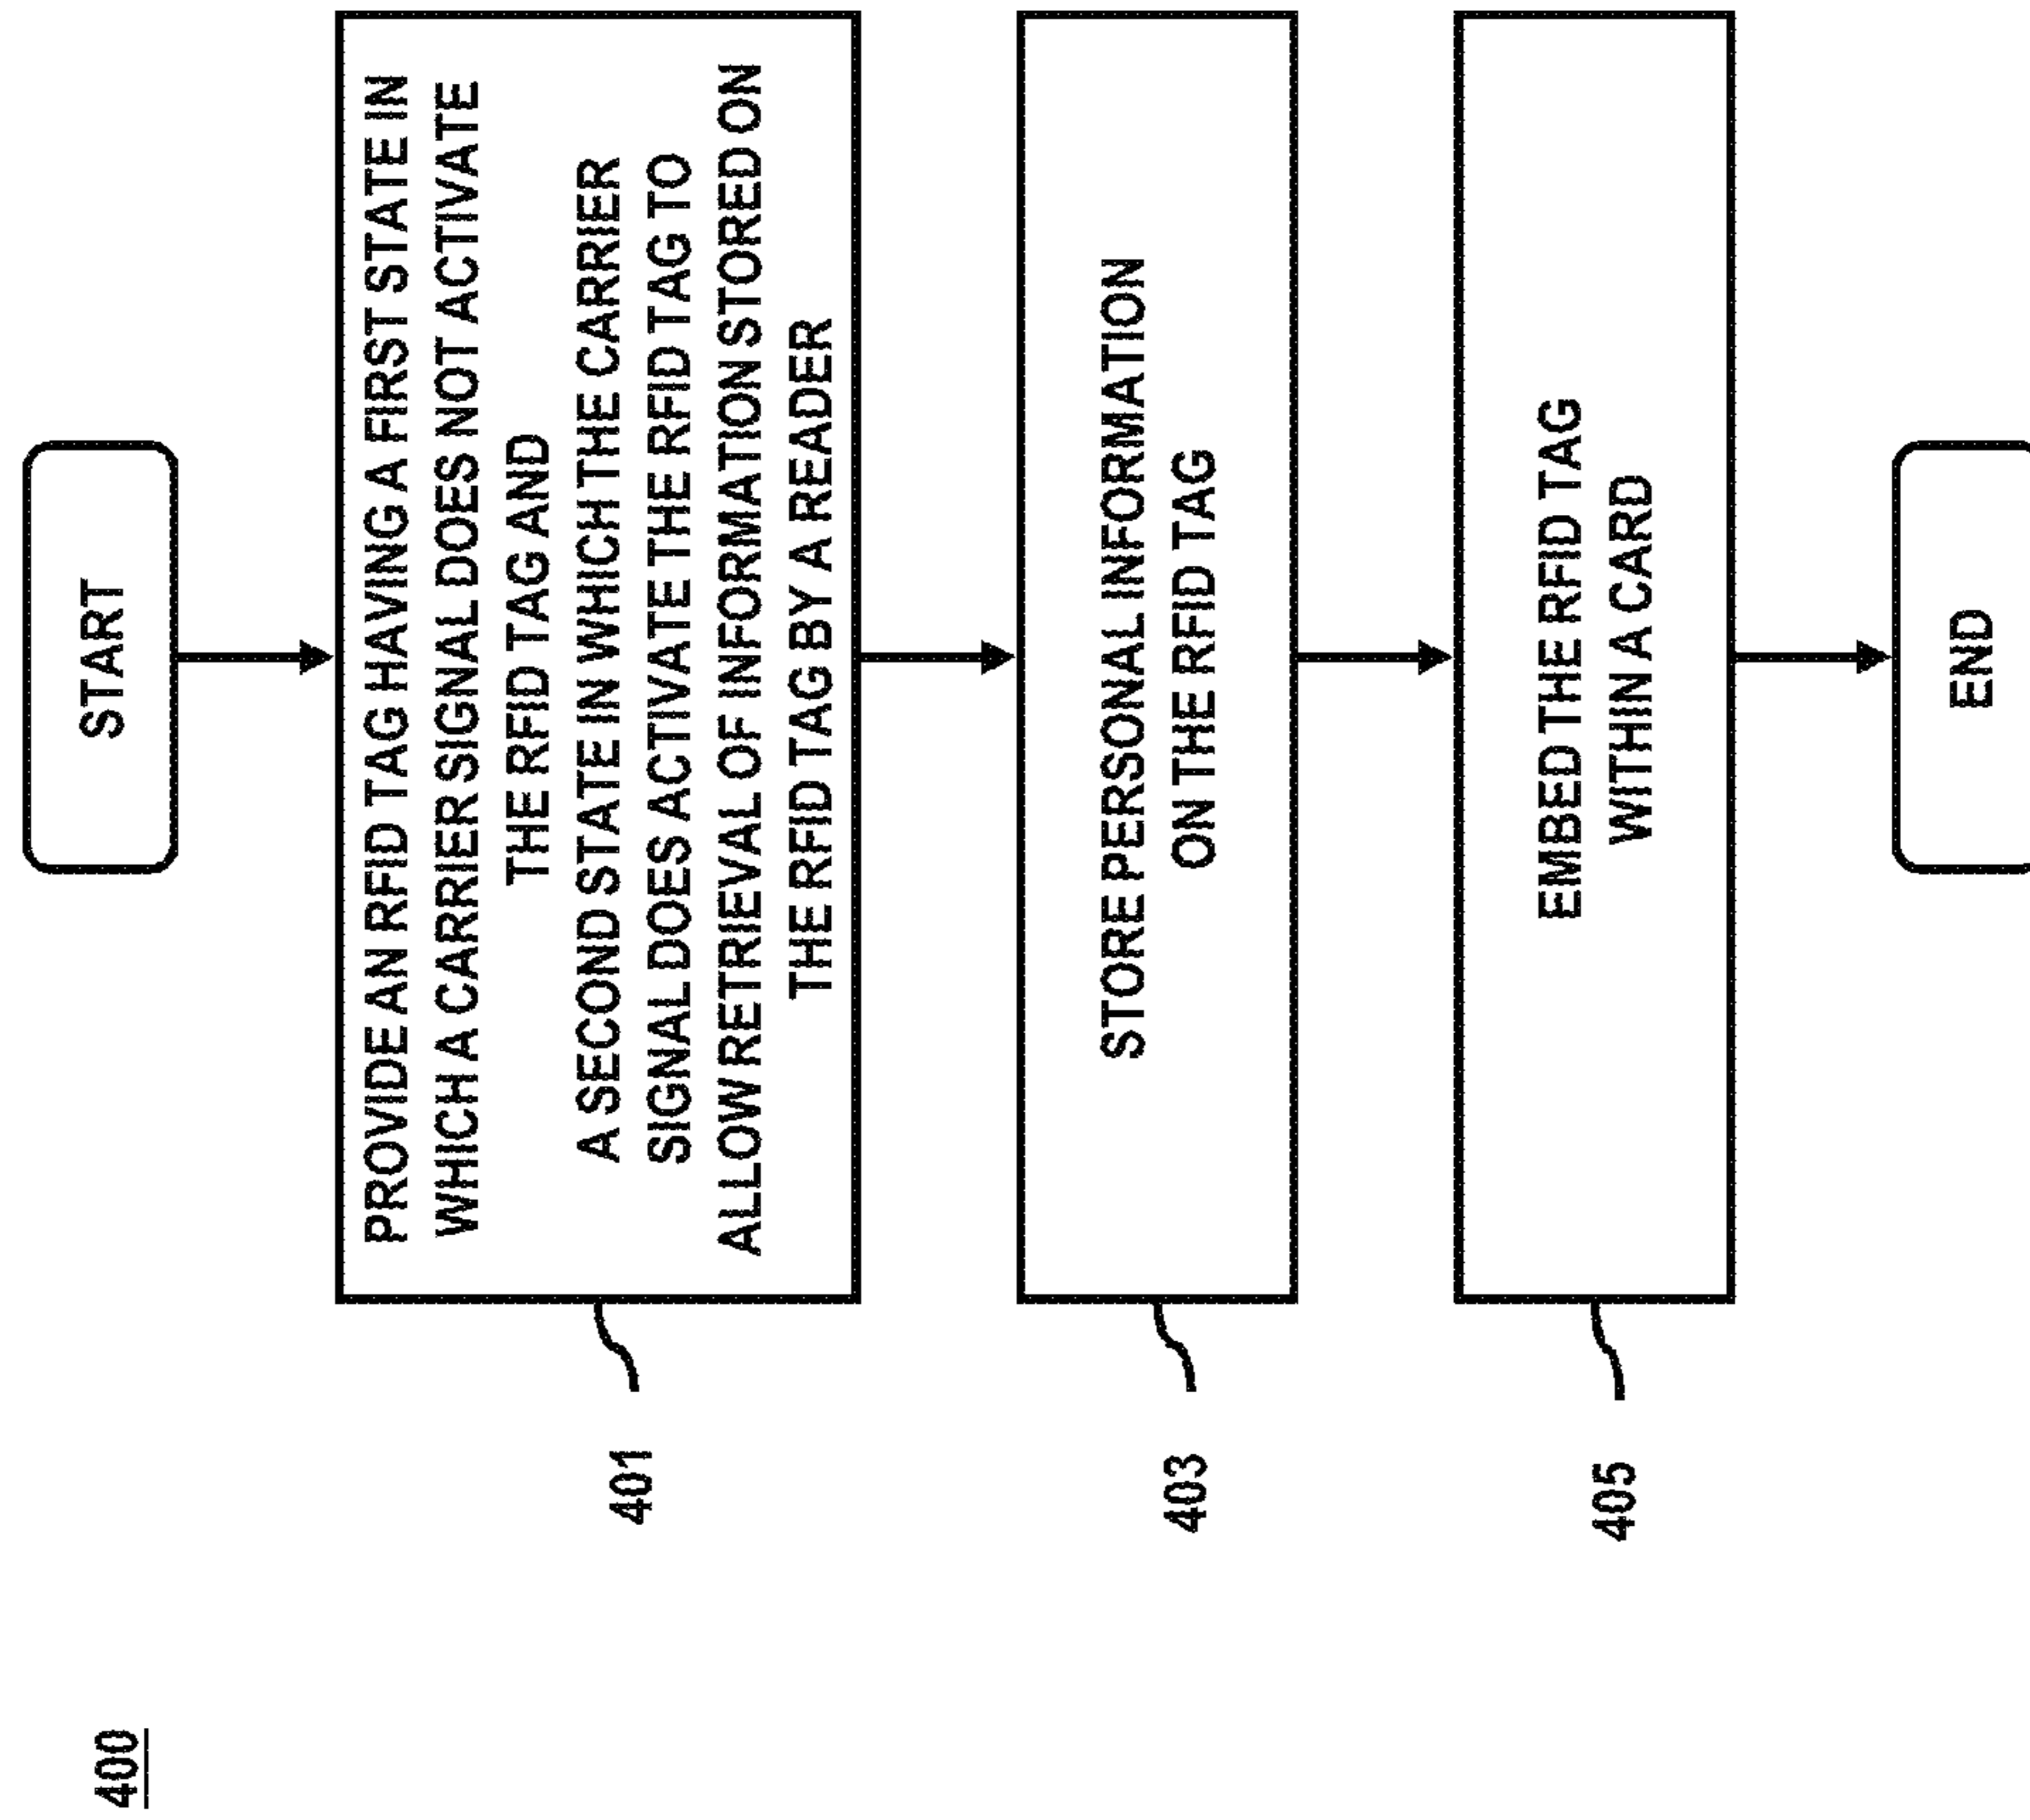 400
START
PROVIDE AN RFID TAG HAVING A FIRST STATE IN
WHICH A CARRIER SIGNAL DOES NOT ACTIVATE
THE RFID TAG AND
A SECOND STATE IN WHICH THE CARRIER
SIGNAL DOES ACTIVATE THE RFID TAG TO
ALLOW RETRIEVAL OF INFORMATION STORED ON
THE RFID TAG BY A READER
401
STORE PERSONAL INFORMATION
ON THE RFID TAG
403
EMBED THE RFID TAG
WITHIN A CARD
405
END